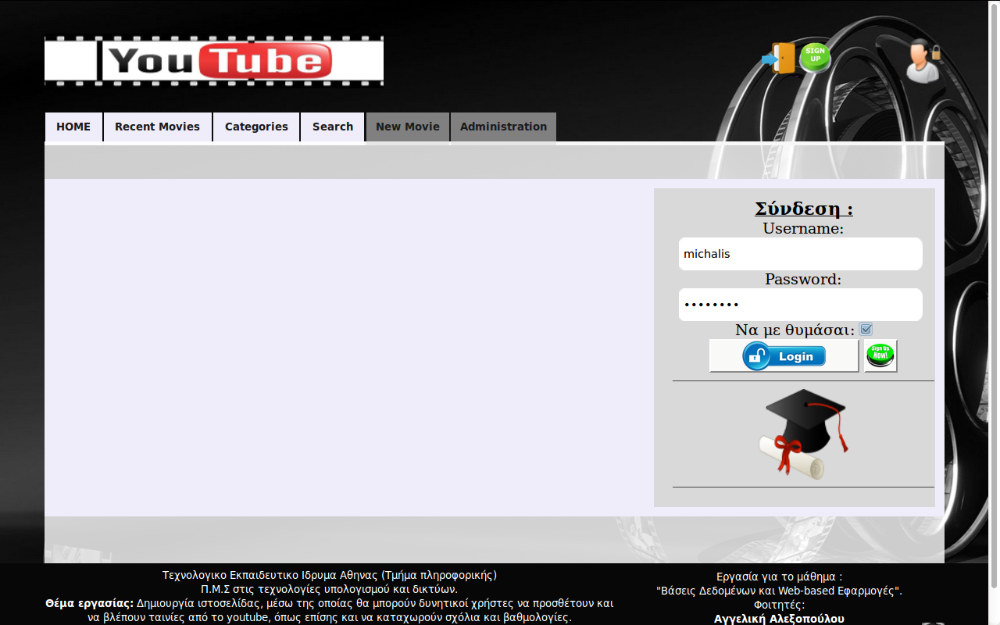 You Tube
SIGN UP
HOME Recent Movies Categories Search New Movie Administration
Σύνδεση :
Username:
michalis
Password:
••••••••
Να με θυμάσαι:
Login Sign Up Now!
Τεχνολογικο Εκπαιδευτικο Ιδρυμα Αθηνας (Τμήμα πληροφορικής)
Π.Μ.Σ στις τεχνολογίες υπολογισμού και δικτύων.
Θέμα εργασίας: Δημιουργία ιστοσελίδας, μέσω της οποίας θα μπορούν δυνητικοί χρήστες να προσθέτουν και
να βλέπουν ταινίες από το youtube, όπως επίσης και να καταχωρούν σχόλια και βαθμολογίες.
Εργασία για το μάθημα :
"Βάσεις Δεδομένων και Web-based Εφαρμογές".
Φοιτητές:
Αγγελική Αλεξοπούλου